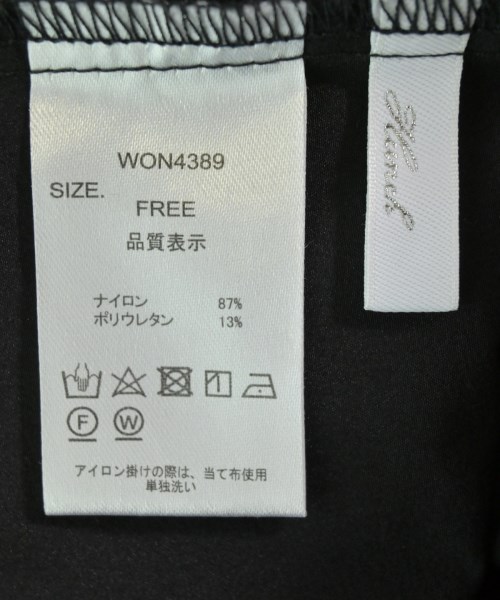 WON4389
SIZE.
FREE
品質表示
ナイロン 87%
ポリウレタン 13%
F W
アイロン掛けの際は、当て布使用
単独洗い